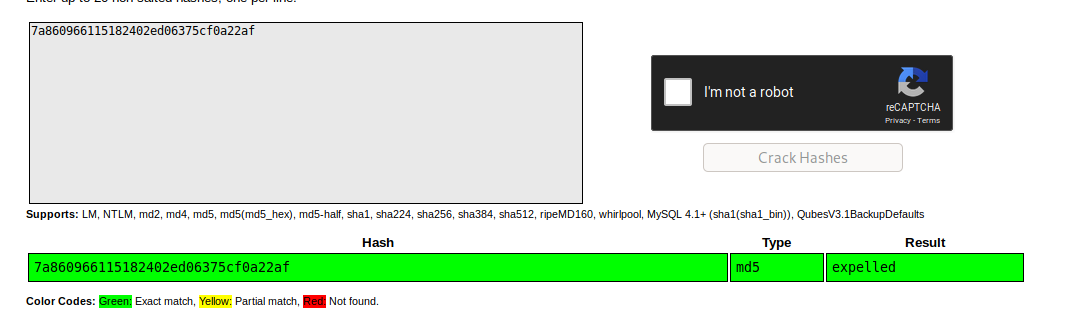 7a860966115182402ed06375cf0a22af
I'm not a robot
reCAPTCHA
Privacy - Terms
Crack Hashes
Supports: LM, NTLM, md2, md4, md5, md5(md5_hex), md5-half, sha1, sha224, sha256, sha384, sha512, ripeMD160, whirlpool, MySQL 4.1+ (sha1(sha1_bin)), QubesV3.1BackupDefaults
Hash Type Result
7a860966115182402ed06375cf0a22af md5 expelled
Color Codes: Green: Exact match, Yellow: Partial match, Red: Not found.